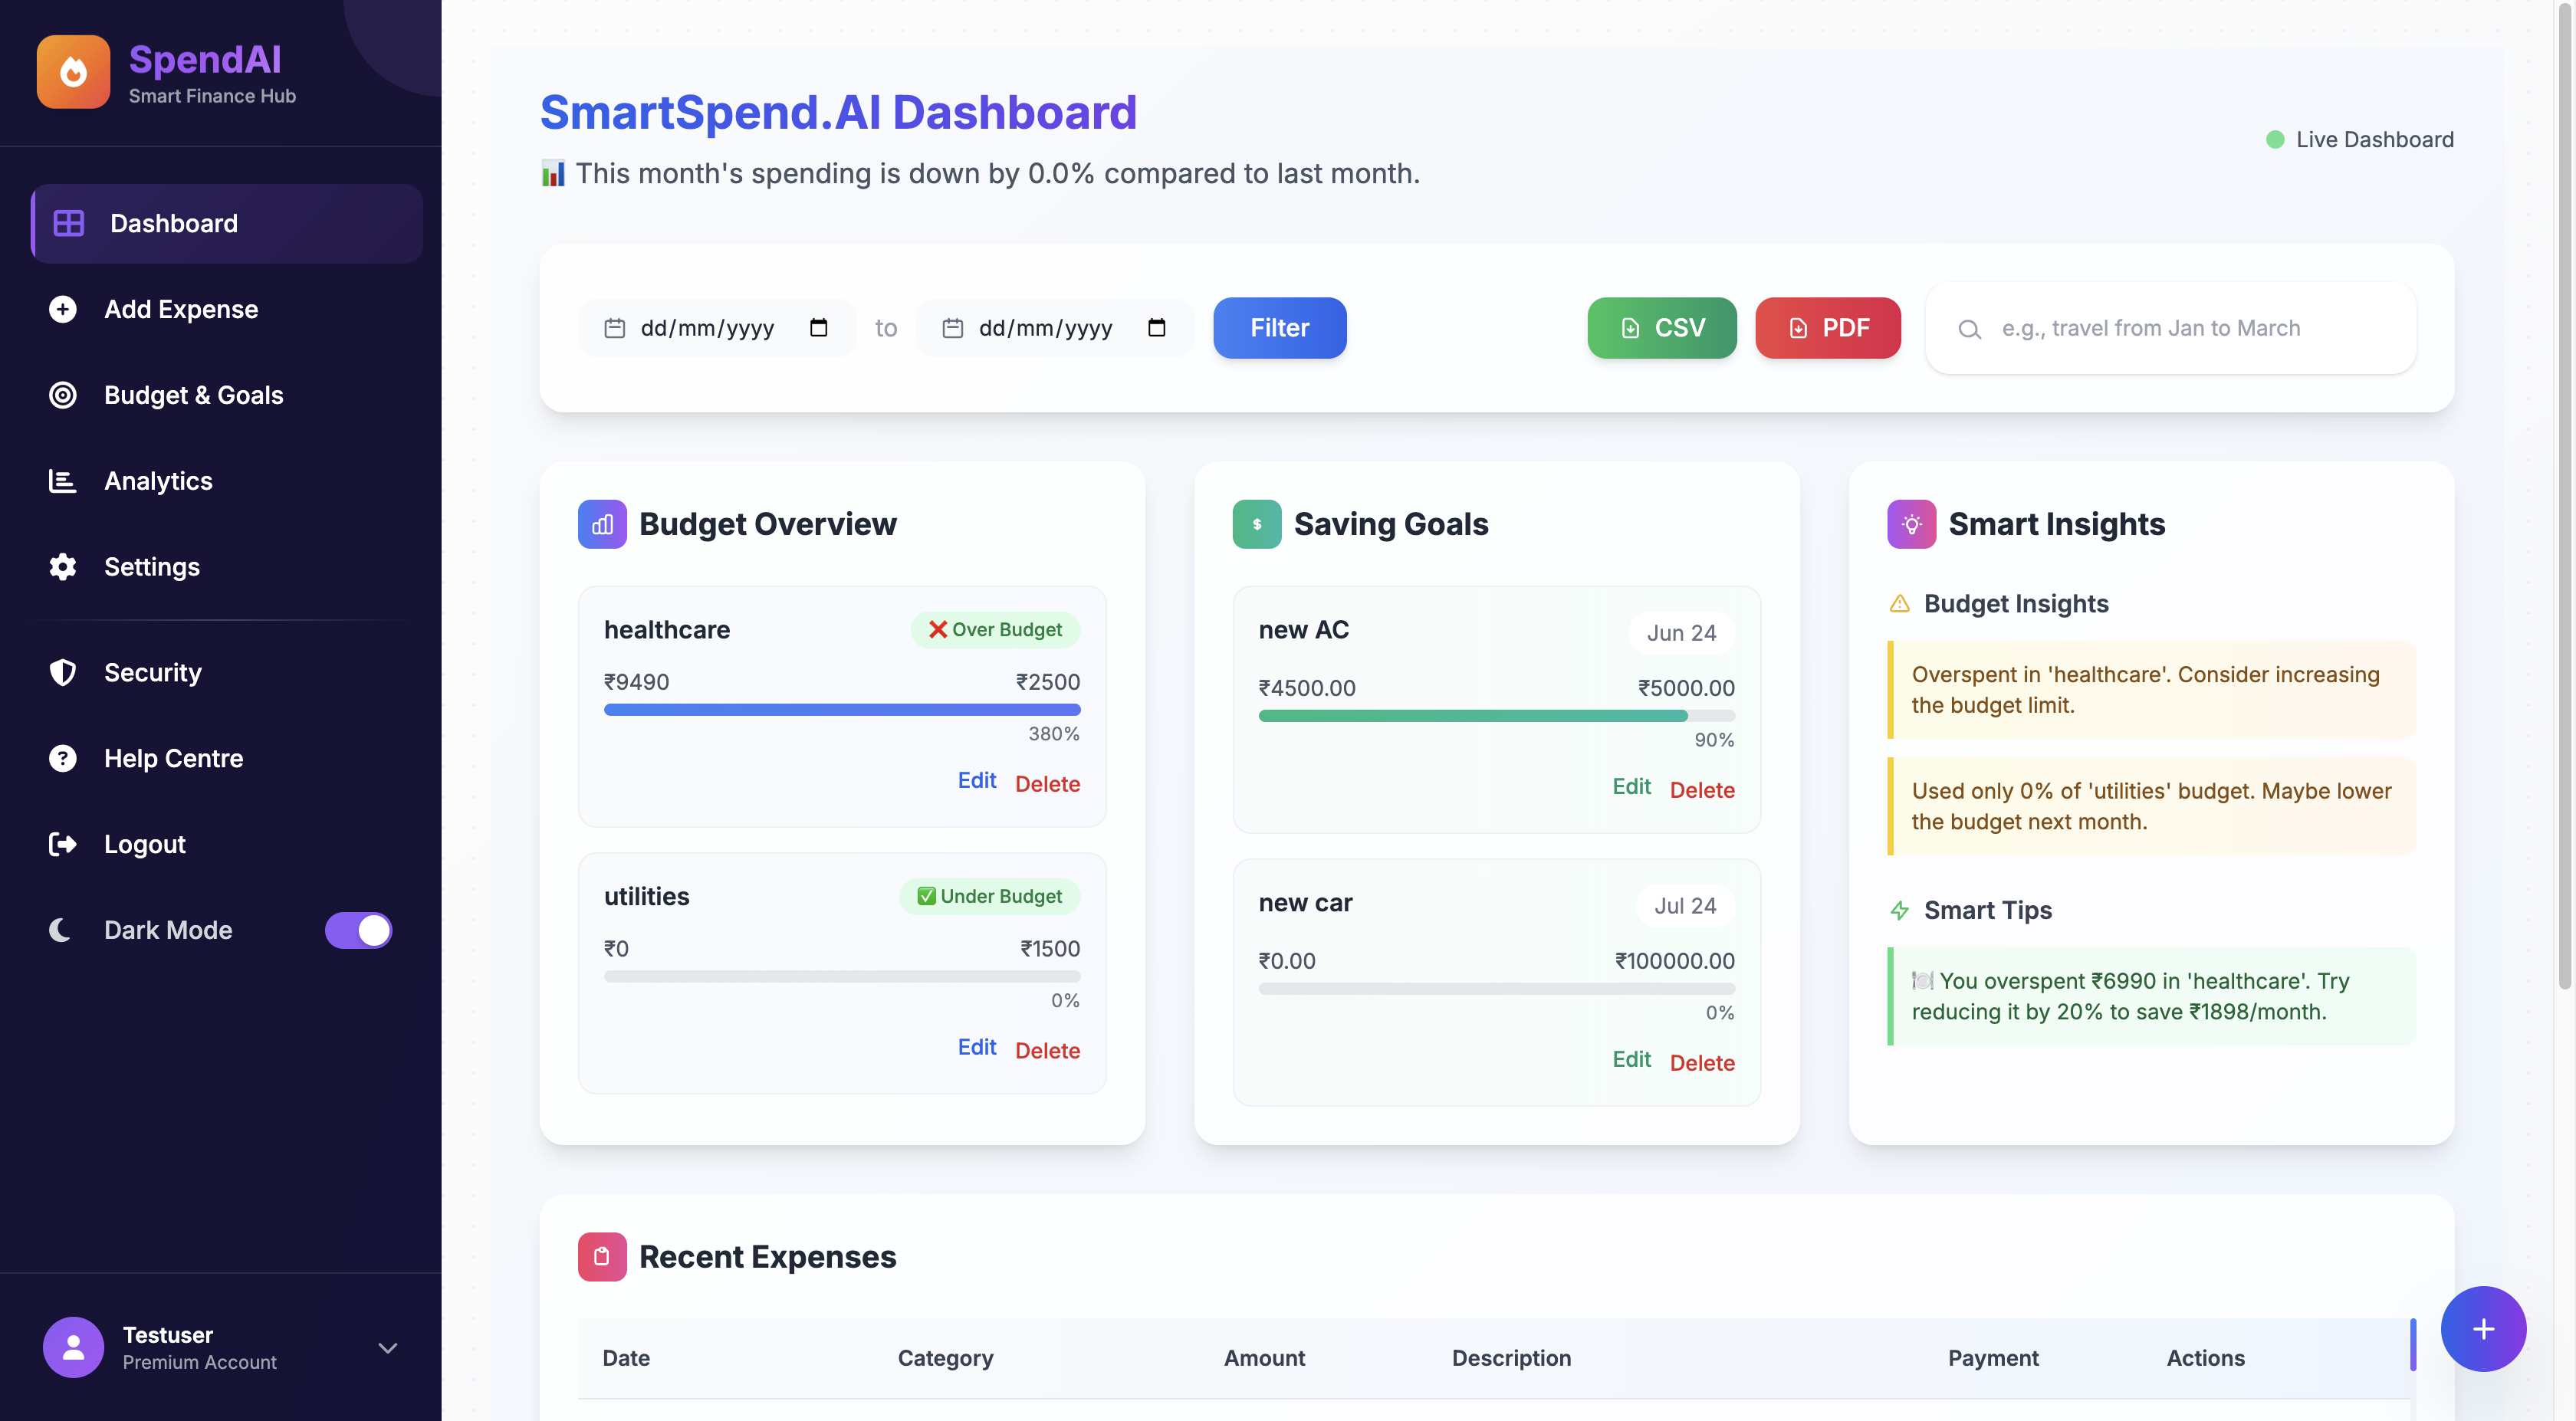 SpendAI
Smart Finance Hub
Dashboard
Add Expense
Budget & Goals
Analytics
Settings
Security
Help Centre
Logout
Dark Mode
Testuser
Premium Account
SmartSpend.AI Dashboard
📊 This month's spending is down by 0.0% compared to last month.
Live Dashboard
dd/mm/yyyy to dd/mm/yyyy Filter CSV PDF e.g., travel from Jan to March
Budget Overview
healthcare ❌ Over Budget
₹9490 ₹2500
380%
Edit Delete
utilities ✅ Under Budget
₹0 ₹1500
0%
Edit Delete
Saving Goals
new AC Jun 24
₹4500.00 ₹5000.00
90%
Edit Delete
new car Jul 24
₹0.00 ₹100000.00
0%
Edit Delete
Smart Insights
Budget Insights
Overspent in 'healthcare'. Consider increasing
the budget limit.
Used only 0% of 'utilities' budget. Maybe lower
the budget next month.
Smart Tips
🍽️ You overspent ₹6990 in 'healthcare'. Try
reducing it by 20% to save ₹1898/month.
Recent Expenses
Date Category Amount Description Payment Actions